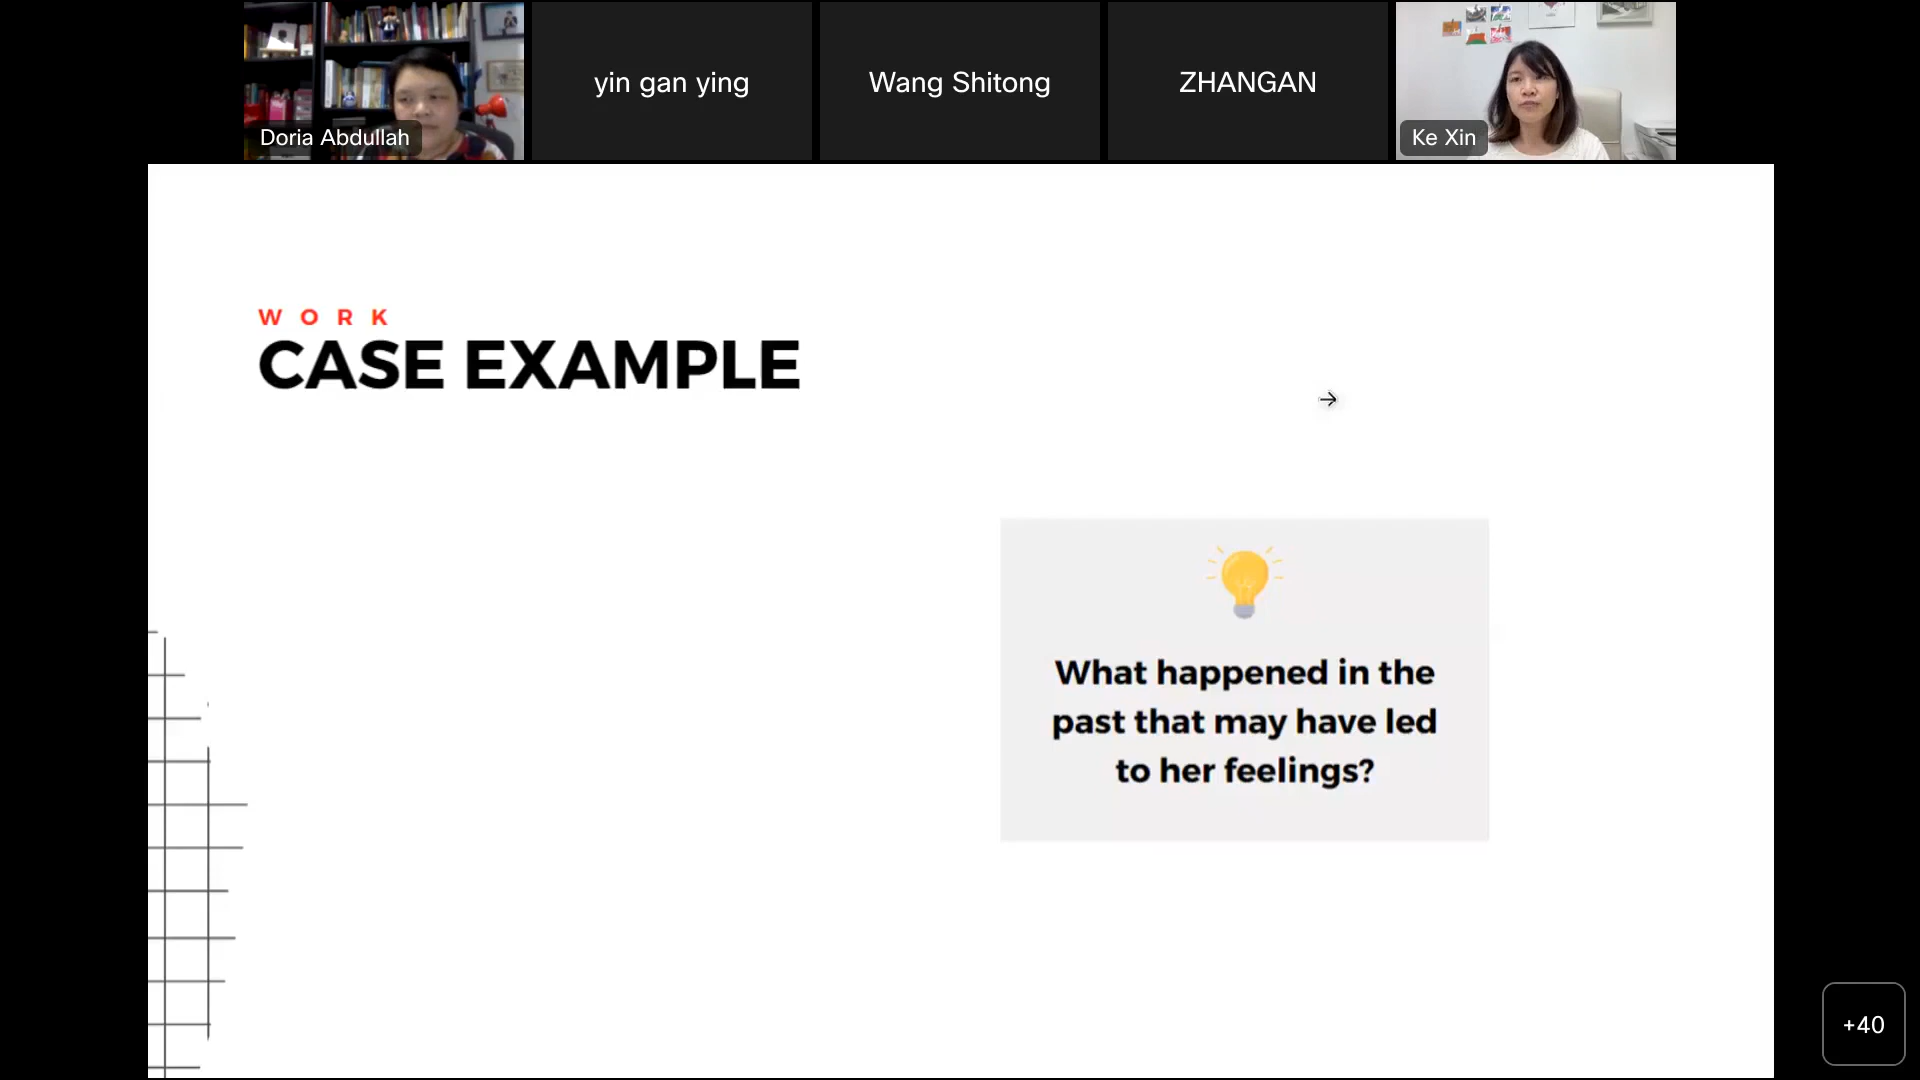 Doria Abdullah
yin gan ying
Wang Shitong
ZHANGAN
Ke Xin
WORK
CASE EXAMPLE
What happened in the
past that may have led
to her feelings?
+40